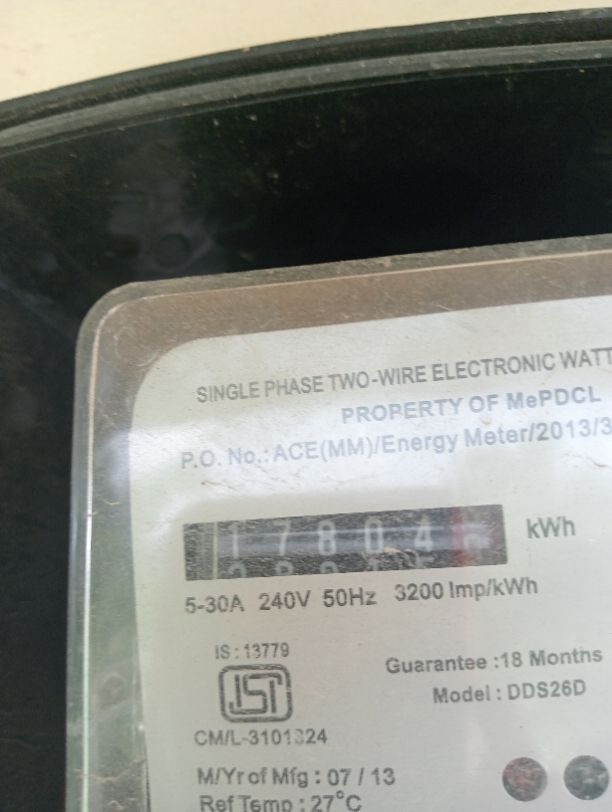 SINGLE PHASE TWO-WIRE ELECTRONIC WATT
PROPERTY OF MePDCL
P.O. No.: ACE(MM)/Energy Meter/2013/3
17804 kWh
5-30A 240V 50Hz 3200 Imp/kWh
IS : 13779
Guarantee :18 Months
ISI
Model : DDS26D
CM/L-3101324
M/Yr of Mfg : 07 / 13
Ref Temp : 27°C